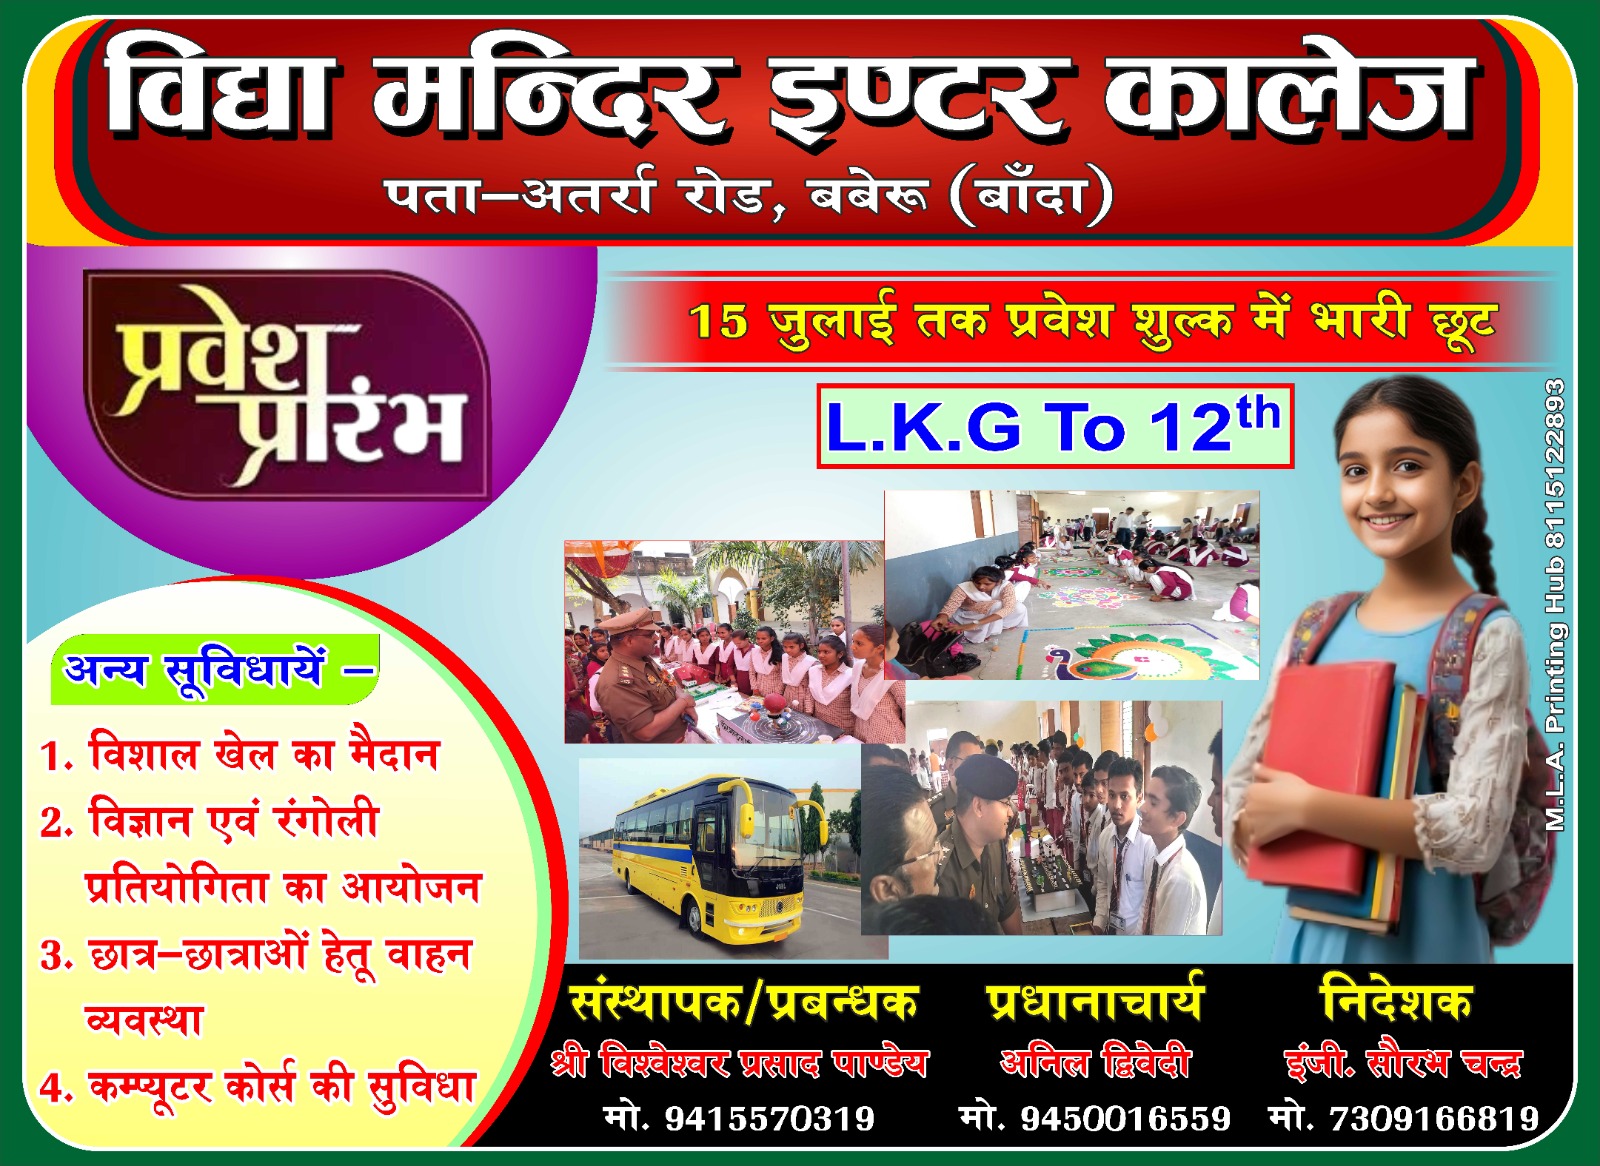 विद्या मन्दिर इण्टर कालेज
पता–अतर्रा रोड, बबेरू (बाँदा)
प्रवेश
प्रारंभ
15 जुलाई तक प्रवेश शुल्क में भारी छूट
L.K.G To 12th
अन्य सूविधायें –
1. विशाल खेल का मैदान
2. विज्ञान एवं रंगोली
प्रतियोगिता का आयोजन
3. छात्र–छात्राओं हेतू वाहन
व्यवस्था
4. कम्प्यूटर कोर्स की सुविधा
संस्थापक/प्रबन्धक
श्री विश्वेश्वर प्रसाद पाण्डेय
मो. 9415570319
प्रधानाचार्य
अनिल द्विवेदी
मो. 9450016559
निदेशक
इंजी. सौरभ चन्द्र
मो. 7309166819
M.L.A. Printing Hub 8115122893